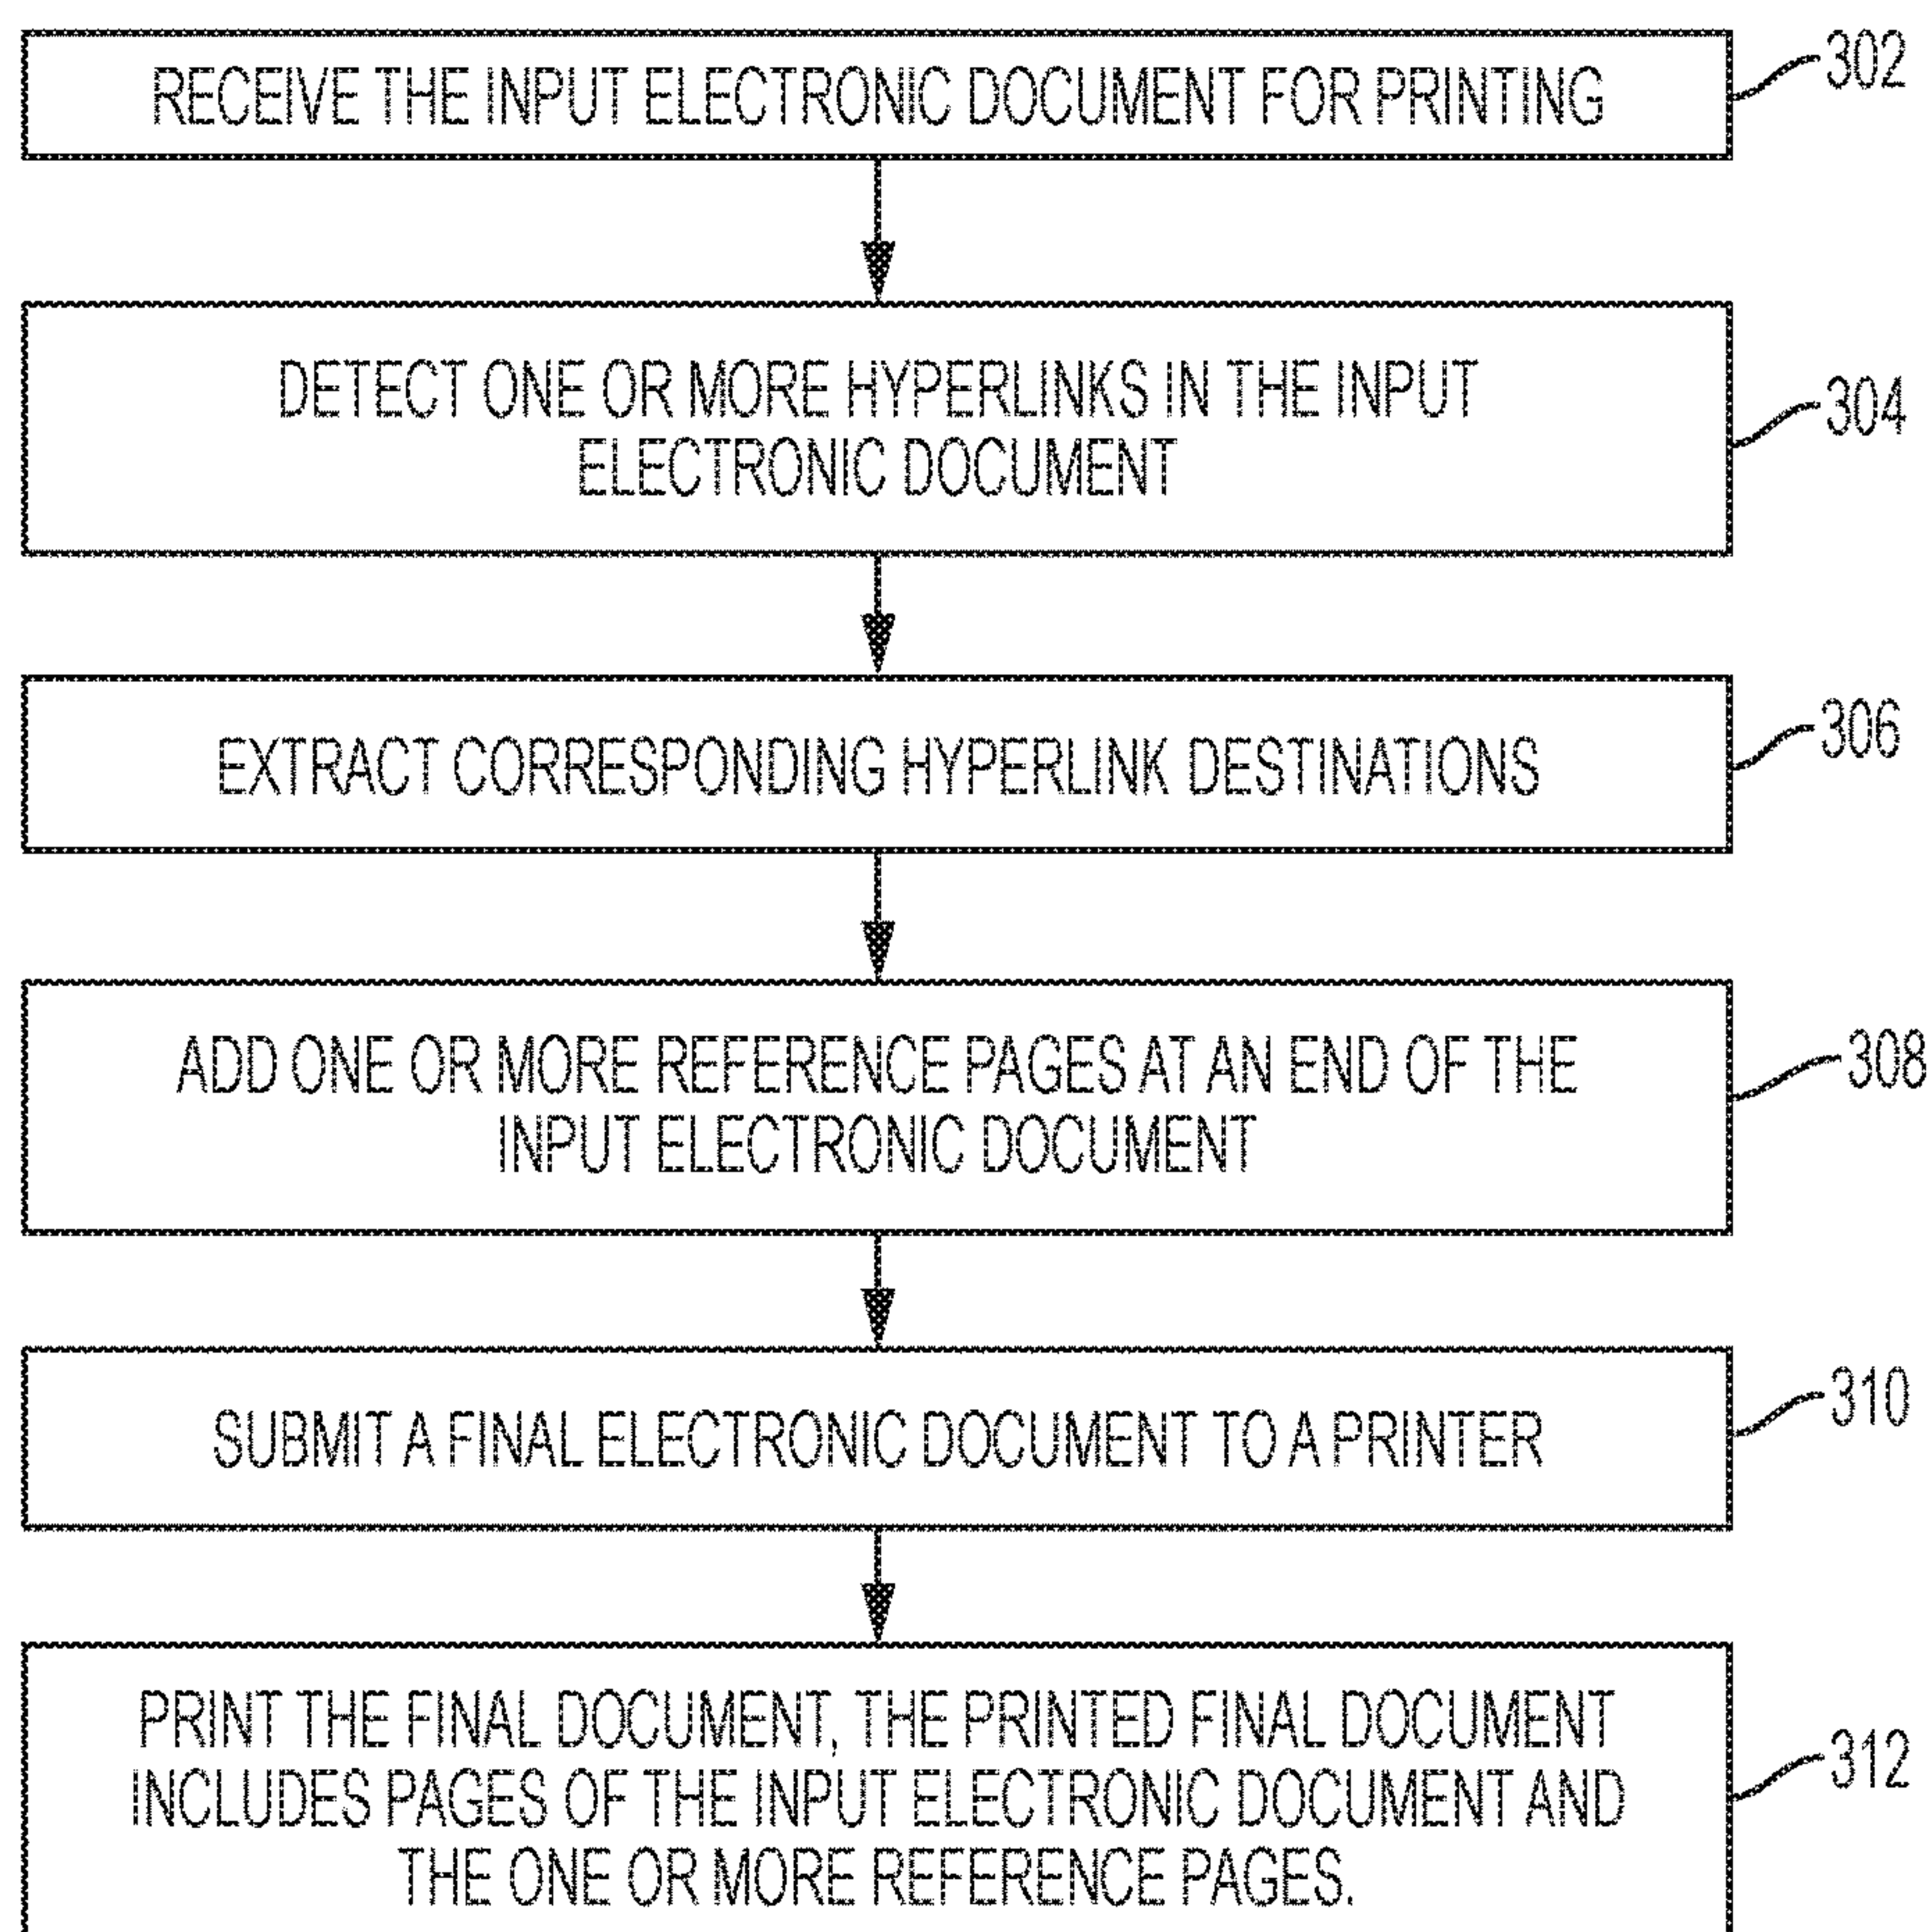 RECEIVE THE INPUT ELECTRONIC DOCUMENT FOR PRINTING
302
DETECT ONE OR MORE HYPERLINKS IN THE INPUT
ELECTRONIC DOCUMENT
304
EXTRACT CORRESPONDING HYPERLINK DESTINATIONS
306
ADD ONE OR MORE REFERENCE PAGES AT AN END OF THE
INPUT ELECTRONIC DOCUMENT
308
SUBMIT A FINAL ELECTRONIC DOCUMENT TO A PRINTER
310
PRINT THE FINAL DOCUMENT, THE PRINTED FINAL DOCUMENT
INCLUDES PAGES OF THE INPUT ELECTRONIC DOCUMENT AND
THE ONE OR MORE REFERENCE PAGES.
312